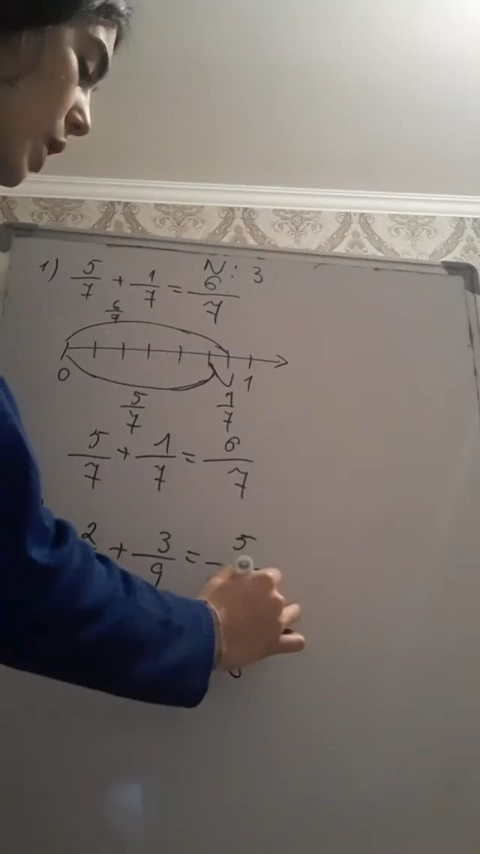 N: 3
1) 5/7 + 1/7 = 6/7
6/7
0 1
5/7 1/7
5/7 + 1/7 = 6/7
2 + 3/9 = 5